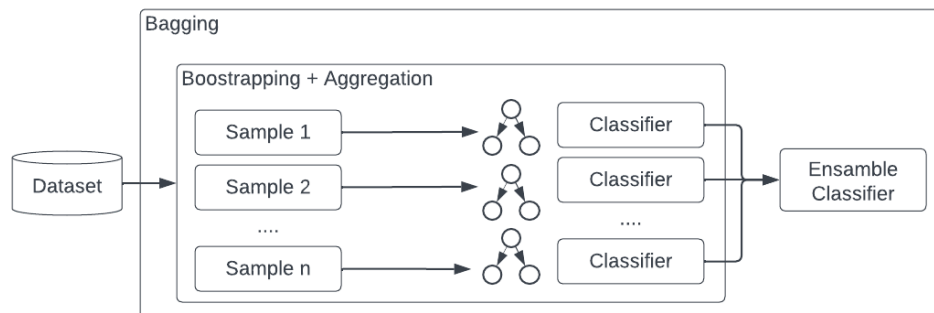 Bagging
Boostrapping + Aggregation
Sample 1
Classifier
Dataset
Sample 2
Classifier
Ensamble
Classifier
....
....
Sample n
Classifier